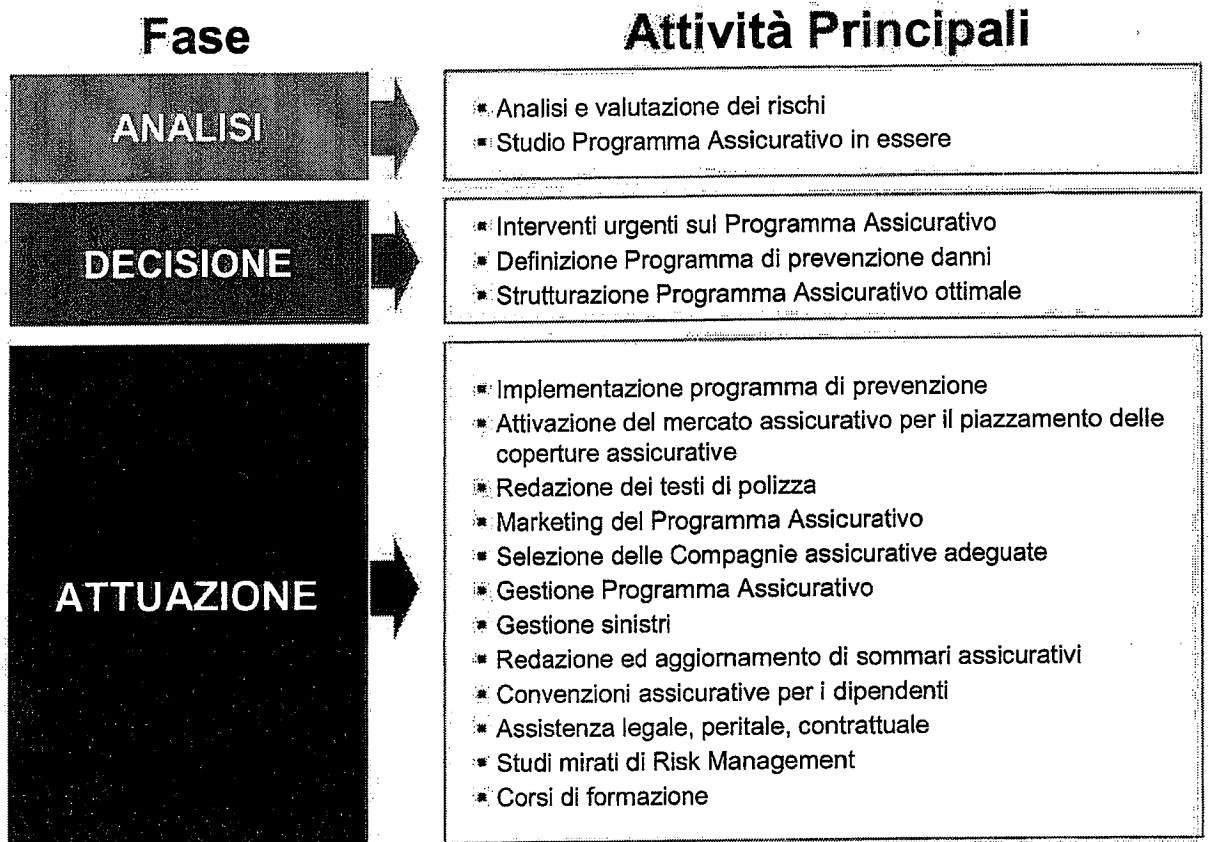 Fase
Attività Principali
ANALISI
Analisi e valutazione dei rischi
Studio Programma Assicurativo in essere
DECISIONE
Interventi urgenti sul Programma Assicurativo
Definizione Programma di prevenzione danni
Strutturazione Programma Assicurativo ottimale
ATTUAZIONE
Implementazione programma di prevenzione
Attivazione del mercato assicurativo per il piazzamento delle
coperture assicurative
Redazione dei testi di polizza
Marketing del Programma Assicurativo
Selezione delle Compagnie assicurative adeguate
Gestione Programma Assicurativo
Gestione sinistri
Redazione ed aggiornamento di sommari assicurativi
Convenzioni assicurative per i dipendenti
Assistenza legale, peritale, contrattuale
Studi mirati di Risk Management
Corsi di formazione